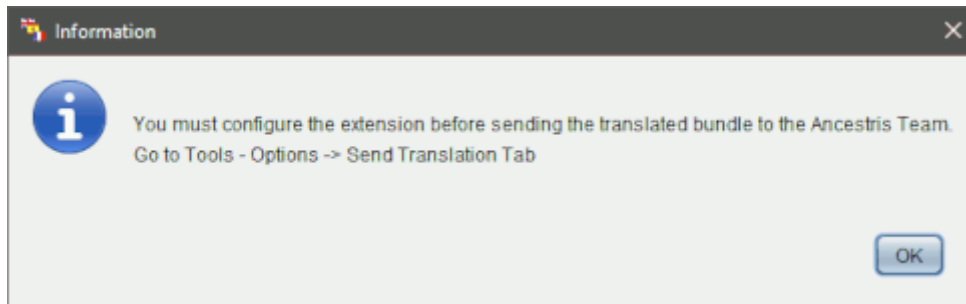 Information
You must configure the extension before sending the translated bundle to the Ancestris Team.
Go to Tools - Options -> Send Translation Tab
OK